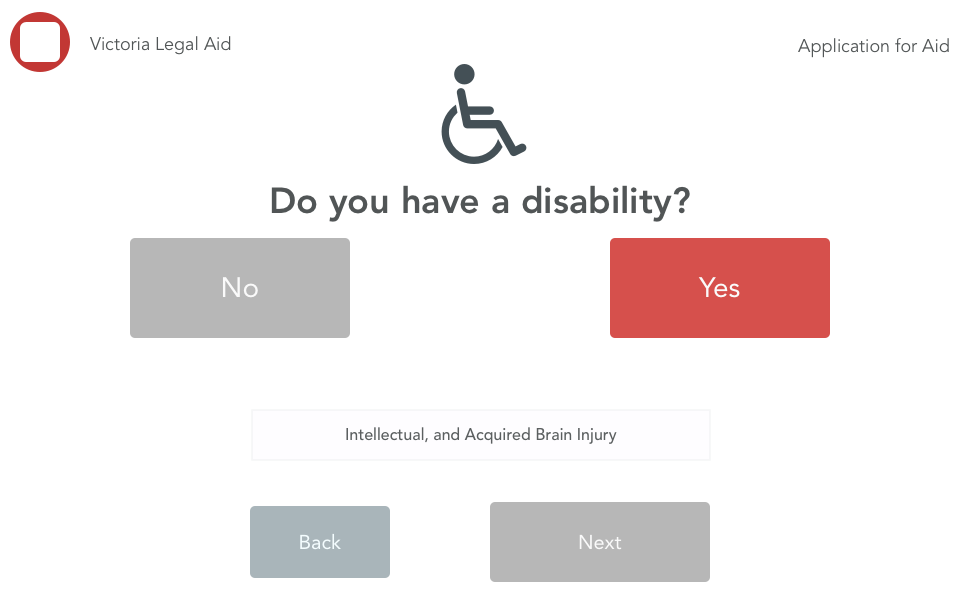 Victoria Legal Aid
Application for Aid
Do you have a disability?
No
Yes
Intellectual, and Acquired Brain Injury
Back
Next